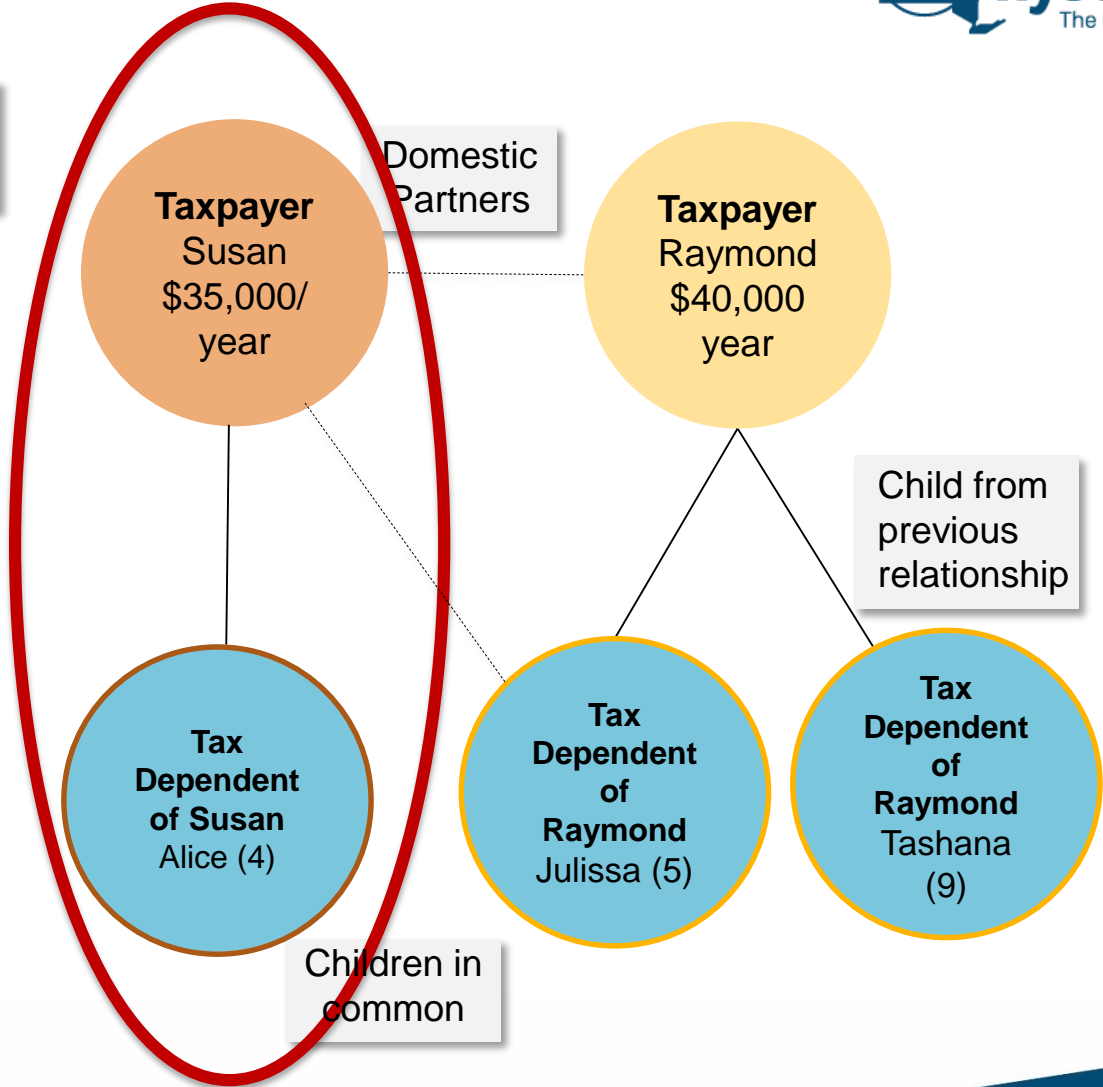 The
Domestic
Partners
Taxpayer
Susan
$35,000/
year
Taxpayer
Raymond
$40,000
year
Child from
previous
relationship
Tax
Dependent
of Susan
Alice (4)
Tax
Dependent
of
Raymond
Julissa (5)
Tax
Dependent
of
Raymond
Tashana
(9)
Children in
common